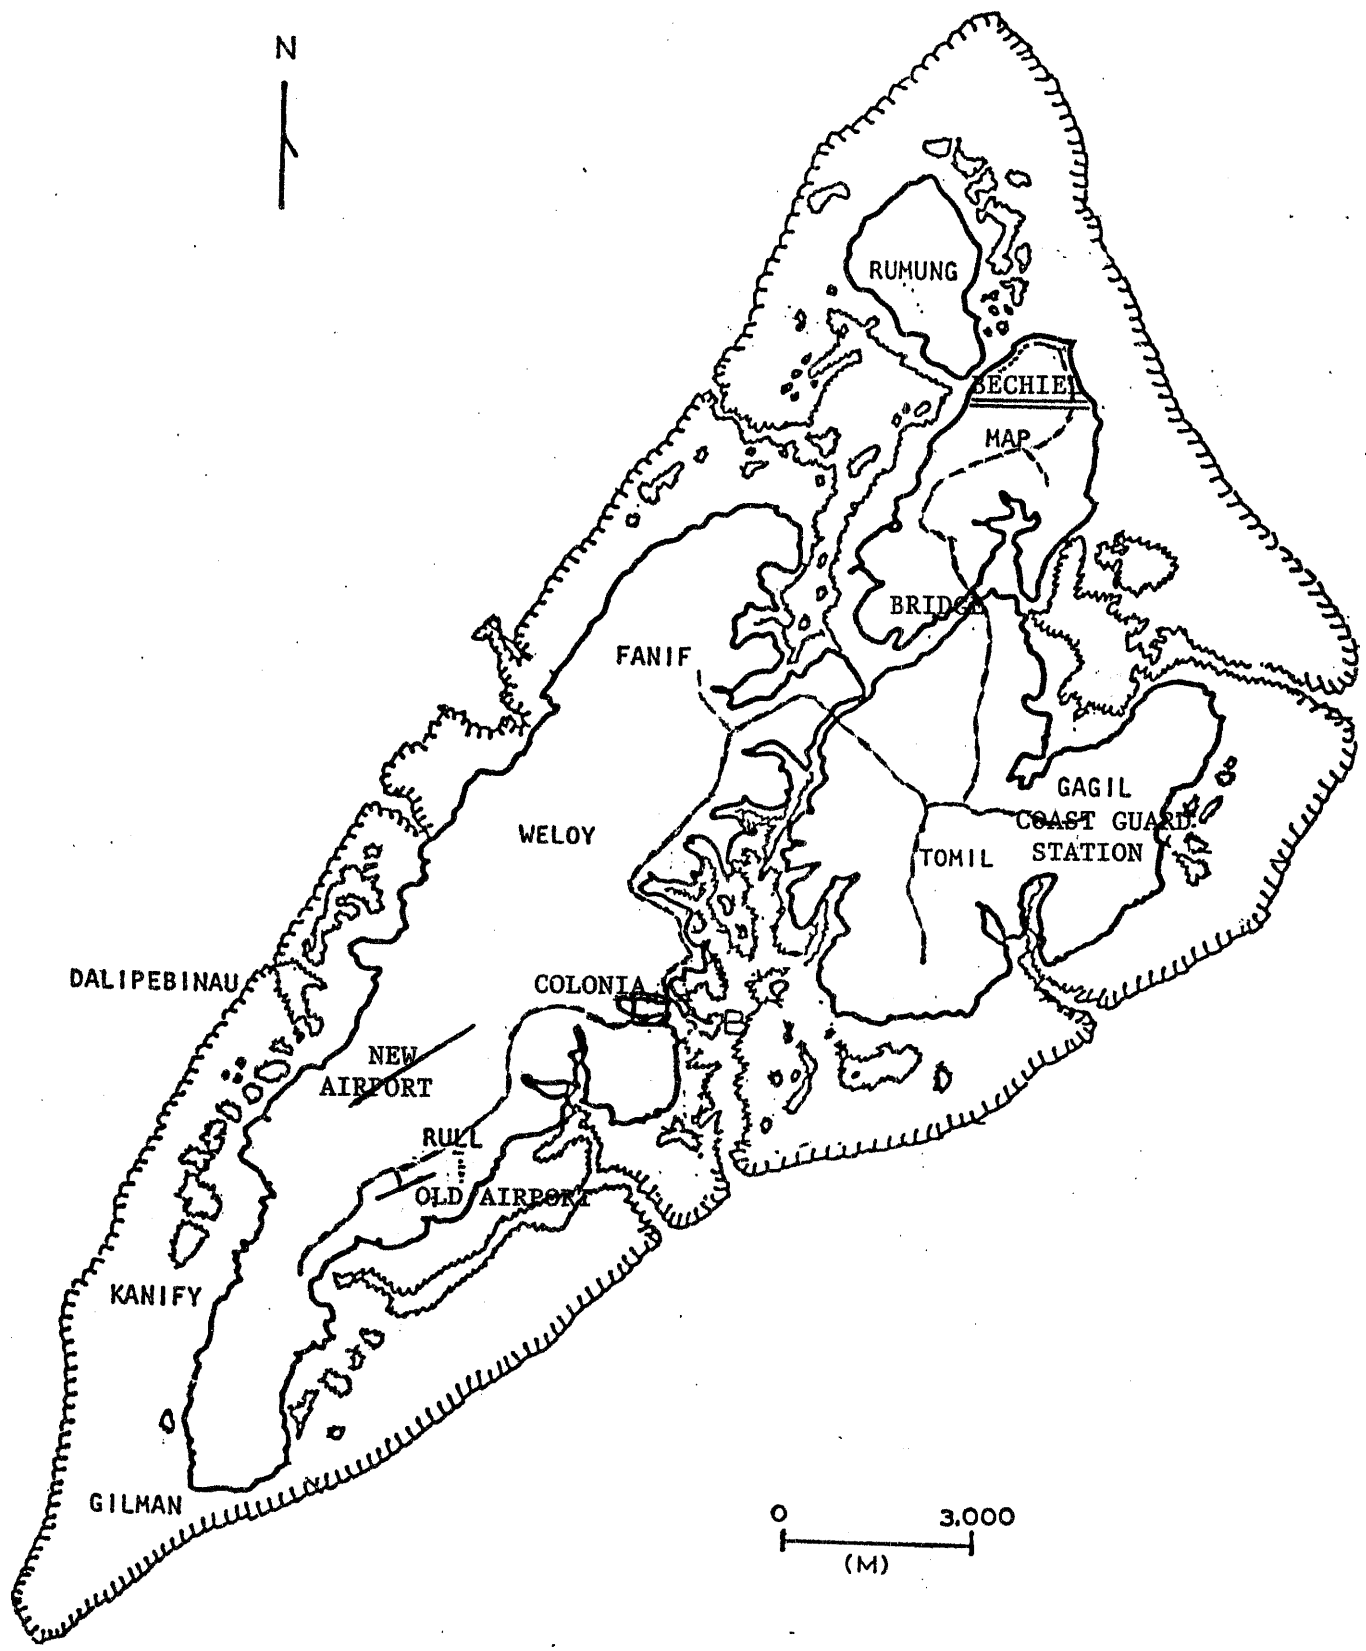 N
RUMUNG
BECHIEL
MAP
BRIDGE
FANIF
GAGIL
WELOY
COAST GUARD
STATION
TOMIL
DALIPEBINAU
COLONIA
NEW
AIRPORT
RULL
OLD AIRPORT
KANIFY
GILMAN
0 3.000
(M)